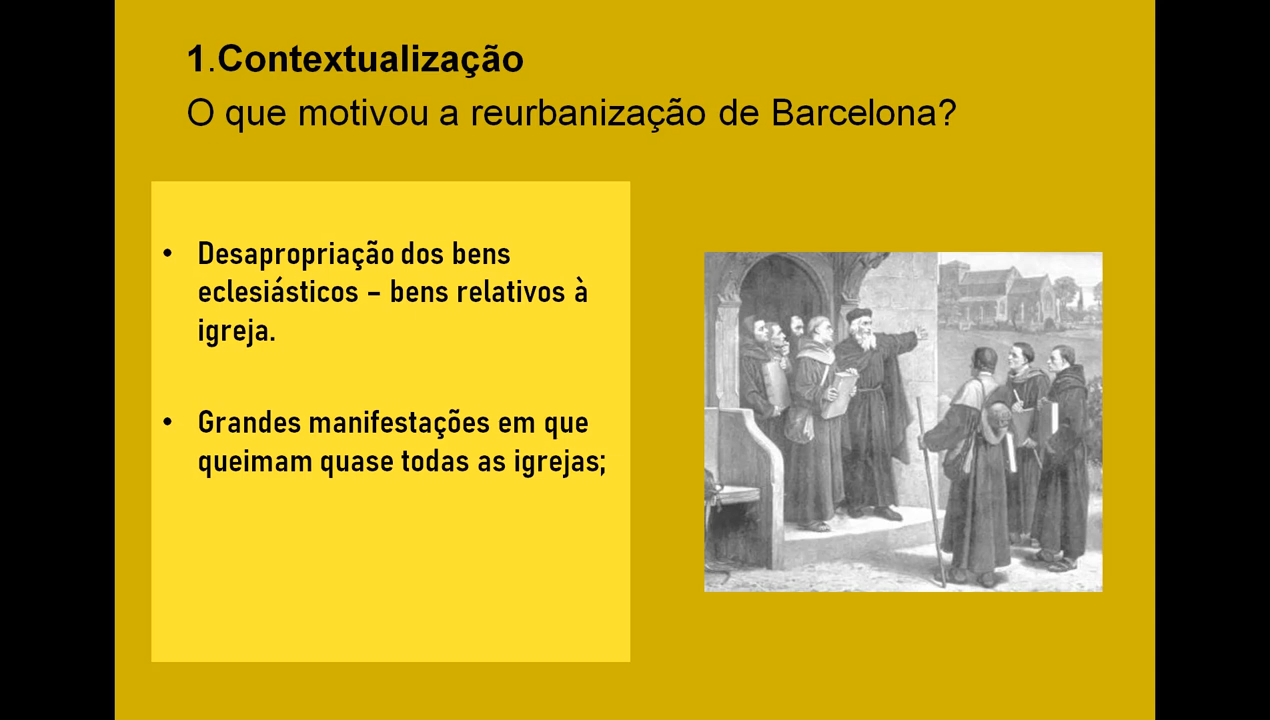 1.Contextualização
O que motivou a reurbanização de Barcelona?
• Desapropriação dos bens
eclesiásticos – bens relativos à
igreja.
• Grandes manifestações em que
queimam quase todas as igrejas;